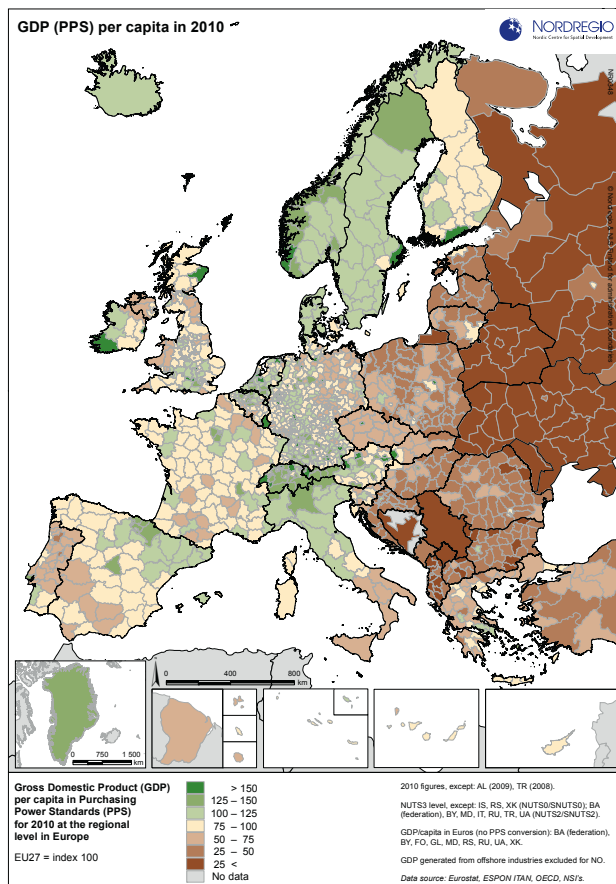 GDP (PPS) per capita in 2010
NORDREGIO
Nordic Centre for Spatial Development
0 400 800
km
0 750 1 500
km
Gross Domestic Product (GDP)
per capita in Purchasing
Power Standards (PPS)
for 2010 at the regional
level in Europe
EU27 = index 100
> 150
125 – 150
100 – 125
75 – 100
50 – 75
25 – 50
25 <
No data
2010 figures, except: AL (2009), TR (2008).
NUTS3 level, except: IS, RS, XK (NUTS0/SNUTS0); BA
(federation), BY, MD, IT, RU, TR, UA (NUTS2/SNUTS2).
GDP/capita in Euros (no PPS conversion): BA (federation),
BY, FO, GL, MD, RS, RU, UA, XK.
GDP generated from offshore industries excluded for NO.
Data source: Eurostat, ESPON ITAN, OECD, NSI's.